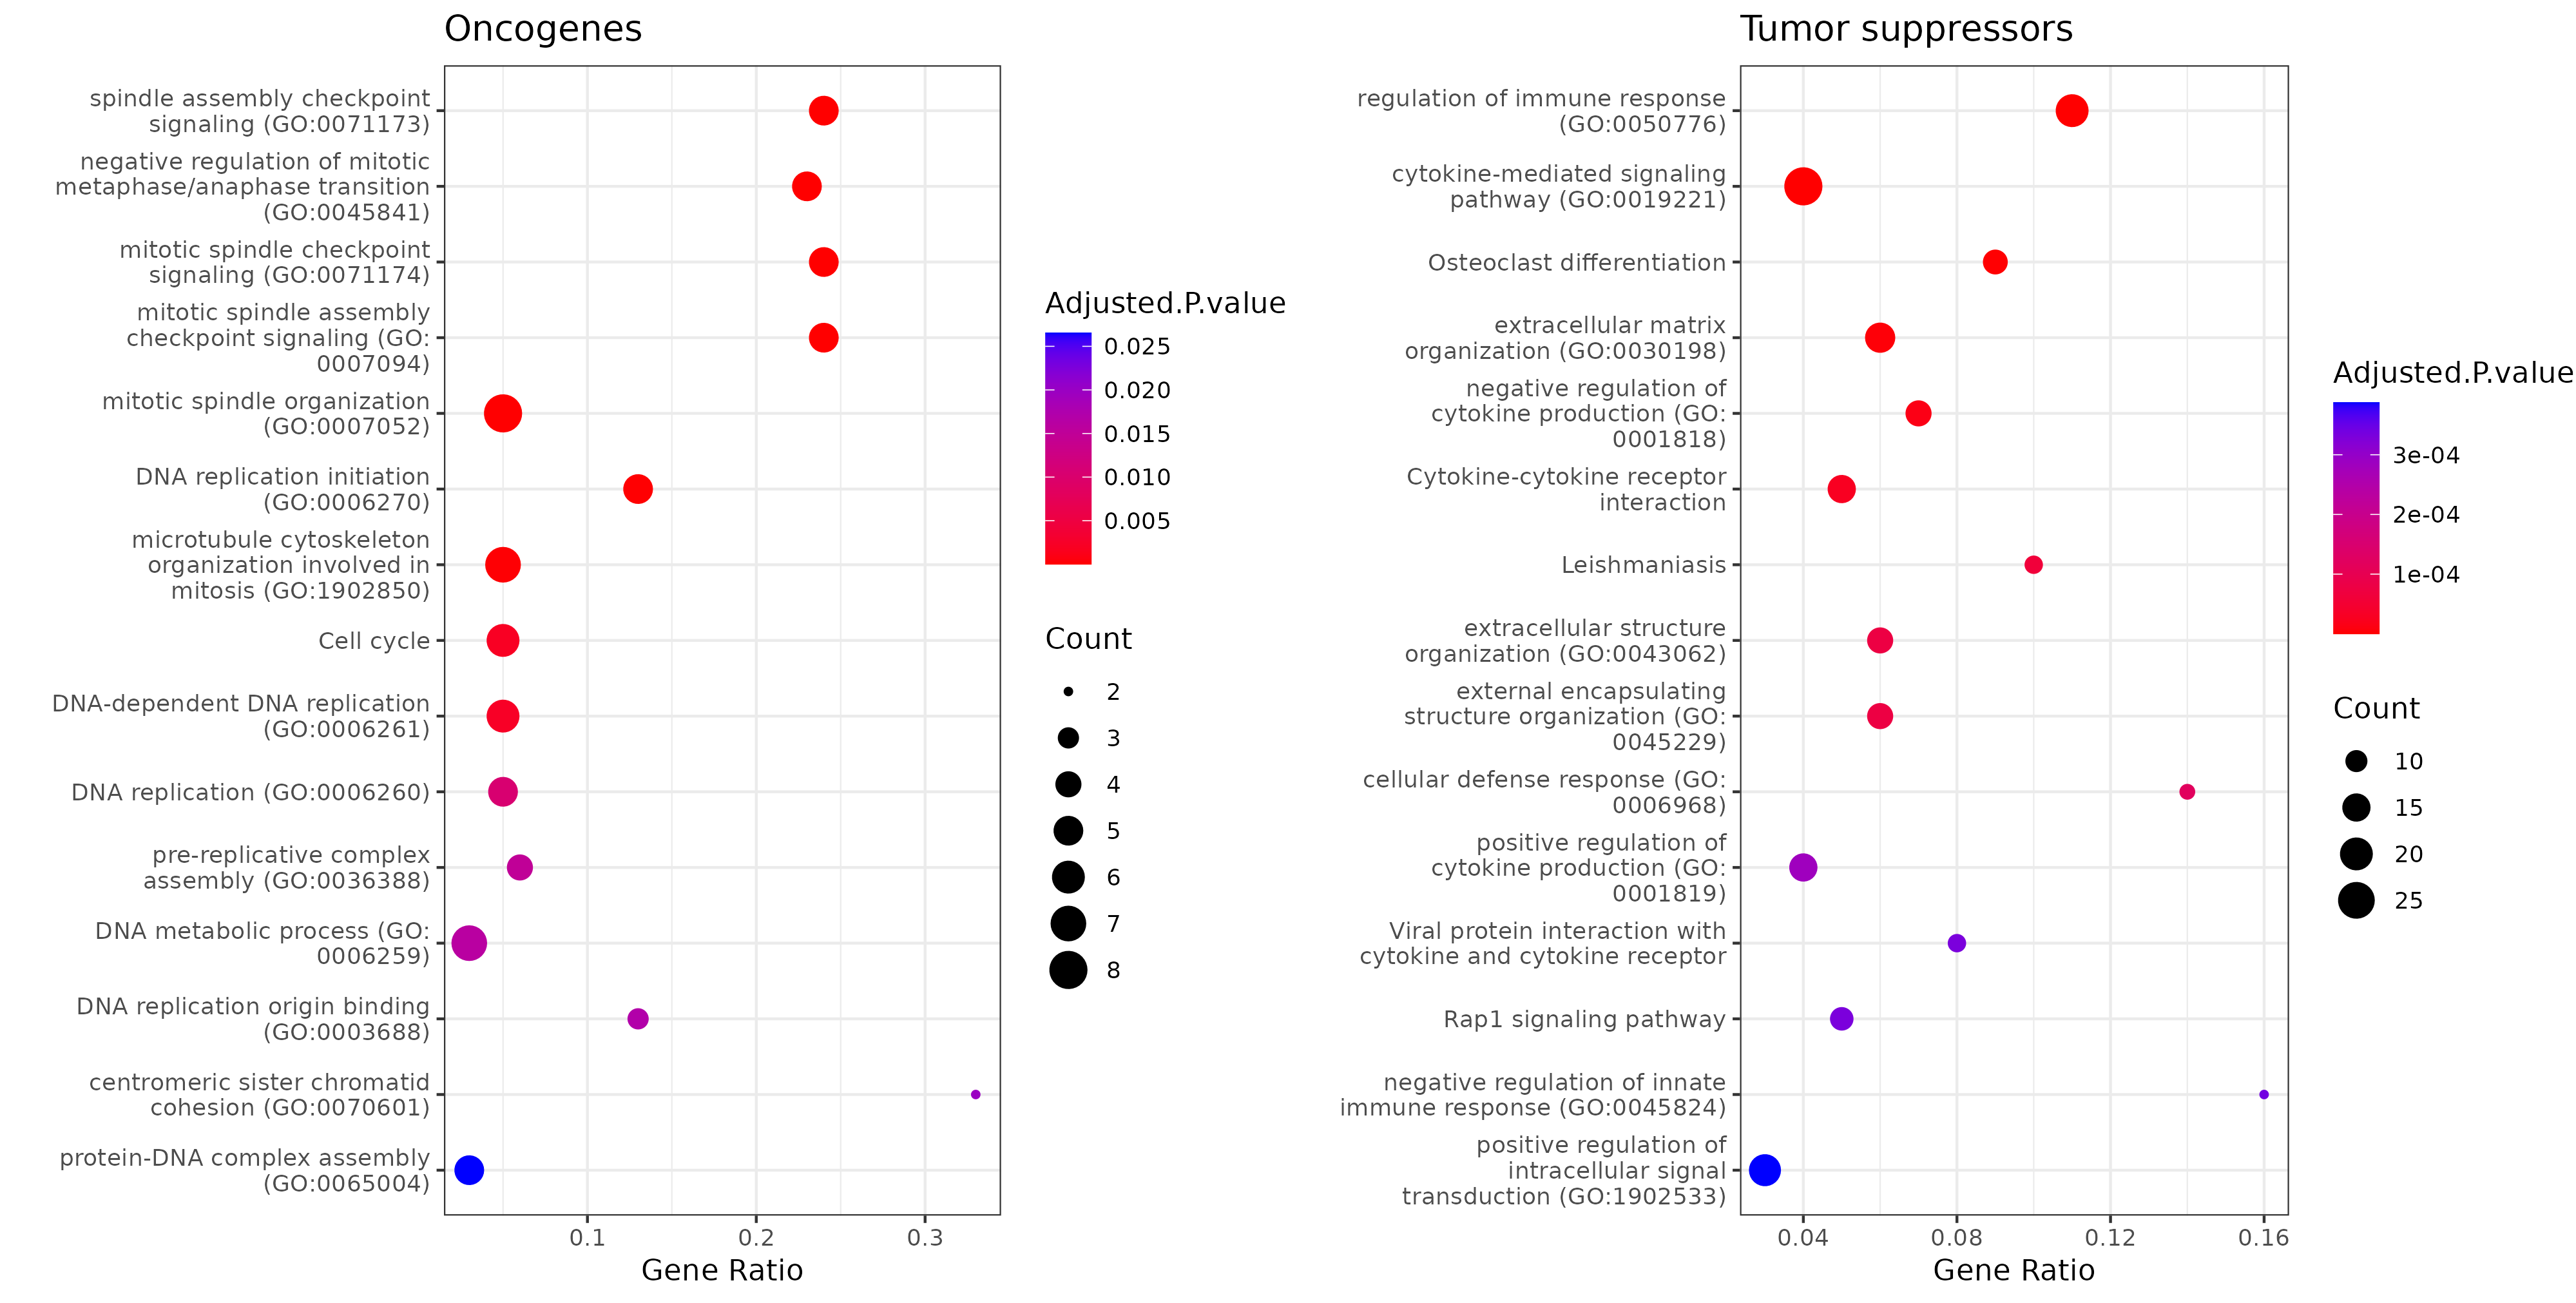 Oncogenes
spindle assembly checkpoint
signaling (GO:0071173)
negative regulation of mitotic
metaphase/anaphase transition
(GO:0045841)
mitotic spindle checkpoint
signaling (GO:0071174)
mitotic spindle assembly
checkpoint signaling (GO:
0007094)
mitotic spindle organization
(GO:0007052)
DNA replication initiation
(GO:0006270)
microtubule cytoskeleton
organization involved in
mitosis (GO:1902850)
Cell cycle
DNA-dependent DNA replication
(GO:0006261)
DNA replication (GO:0006260)
pre-replicative complex
assembly (GO:0036388)
DNA metabolic process (GO:
0006259)
DNA replication origin binding
(GO:0003688)
centromeric sister chromatid
cohesion (GO:0070601)
protein-DNA complex assembly
(GO:0065004)
0.1
0.2
0.3
Gene Ratio
Adjusted.P.value
0.025
0.020
0.015
0.010
0.005
Count
2
3
4
5
6
7
8
Tumor suppressors
regulation of immune response
(GO:0050776)
cytokine-mediated signaling
pathway (GO:0019221)
Osteoclast differentiation
extracellular matrix
organization (GO:0030198)
negative regulation of
cytokine production (GO:
0001818)
Cytokine-cytokine receptor
interaction
Leishmaniasis
extracellular structure
organization (GO:0043062)
external encapsulating
structure organization (GO:
0045229)
cellular defense response (GO:
0006968)
positive regulation of
cytokine production (GO:
0001819)
Viral protein interaction with
cytokine and cytokine receptor
Rap1 signaling pathway
negative regulation of innate
immune response (GO:0045824)
positive regulation of
intracellular signal
transduction (GO:1902533)
0.04
0.08
0.12
0.16
Gene Ratio
Adjusted.P.value
3e-04
2e-04
1e-04
Count
10
15
20
25